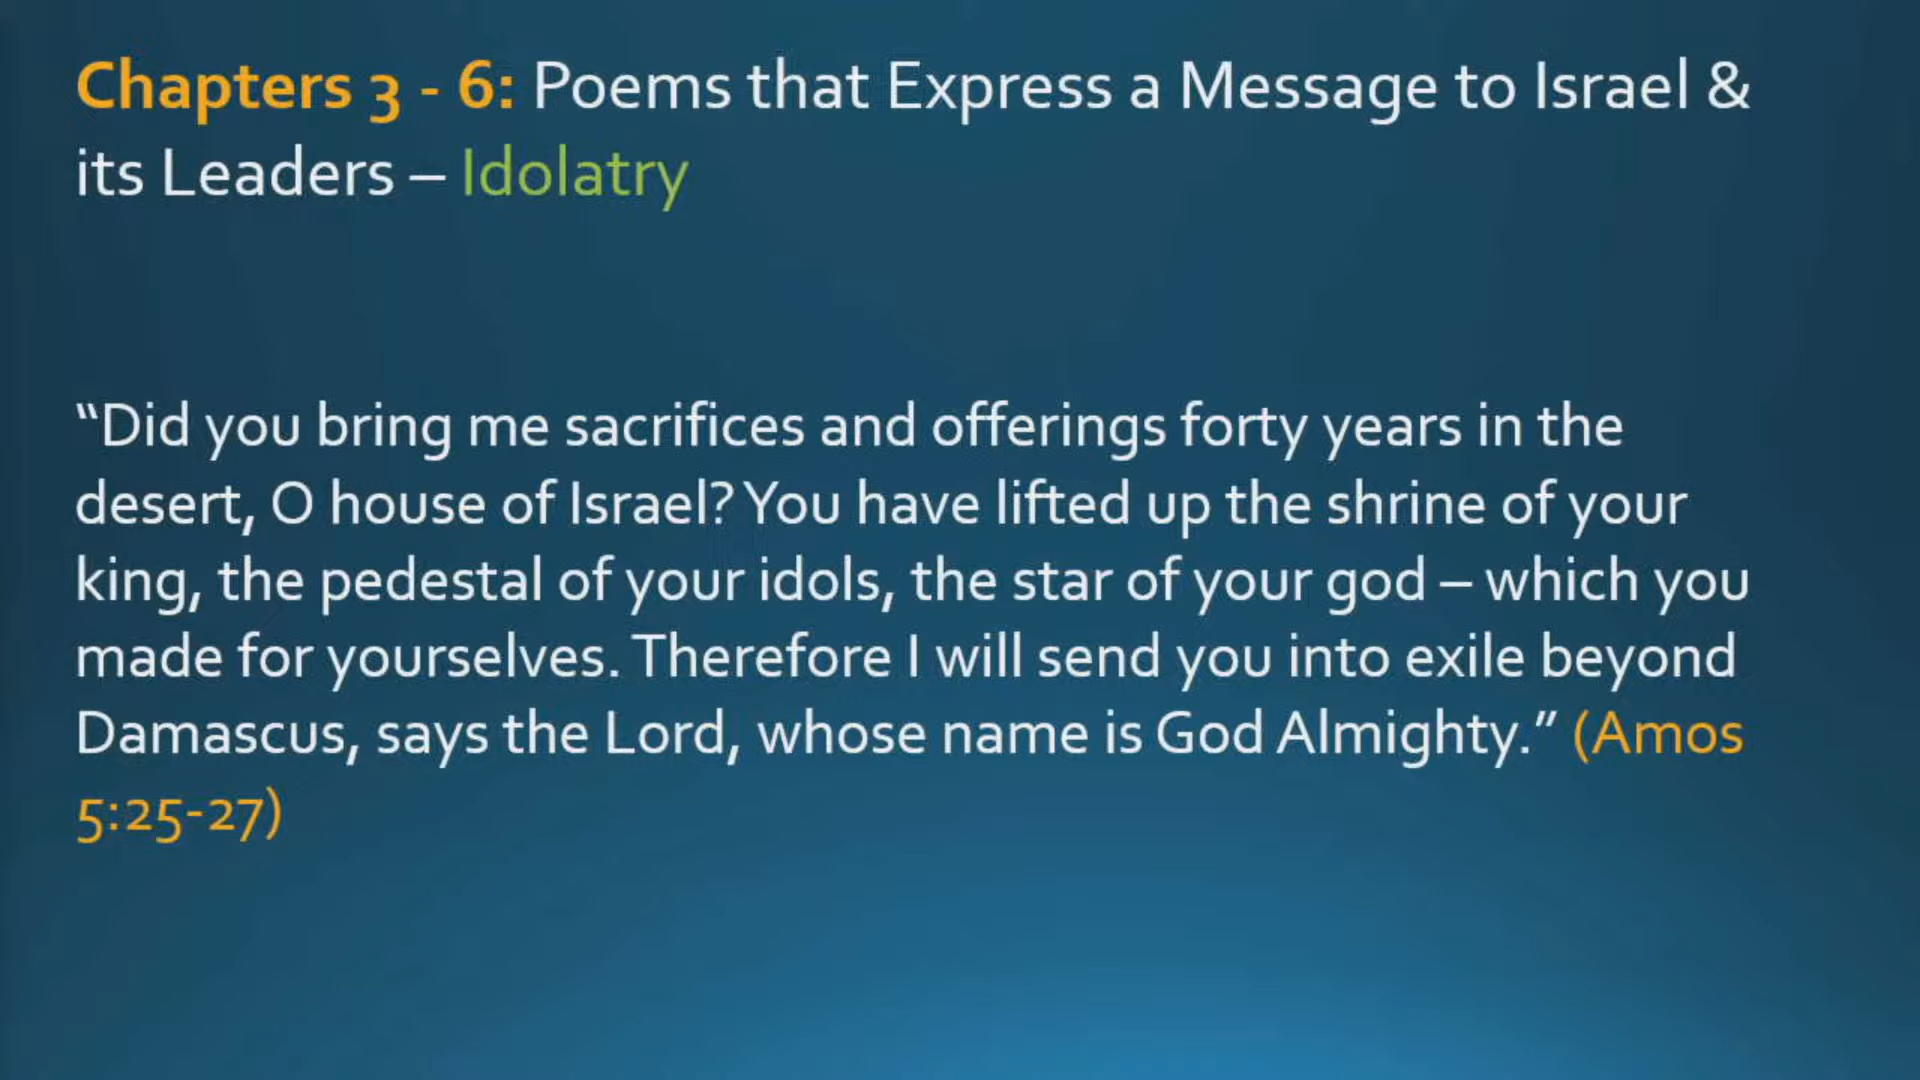 Chapters 3 - 6: Poems that Express a Message to Israel &
its Leaders – Idolatry
“Did you bring me sacrifices and offerings forty years in the
desert, O house of Israel? You have lifted up the shrine of your
king, the pedestal of your idols, the star of your god – which you
made for yourselves. Therefore I will send you into exile beyond
Damascus, says the Lord, whose name is God Almighty.” (Amos
5:25-27)